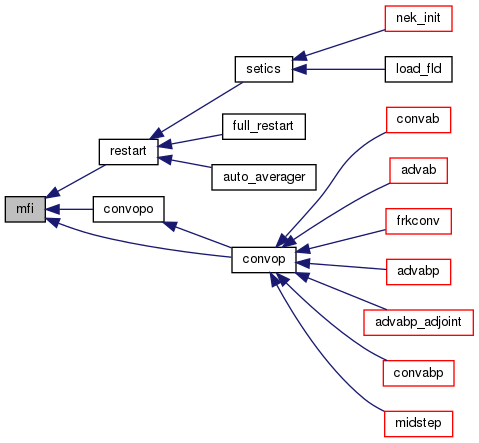 nek_init
setics
load_fld
convab
full_restart
restart
advab
auto_averager
mfi
convopo
frkconv
convop
advabp
advabp_adjoint
convabp
midstep